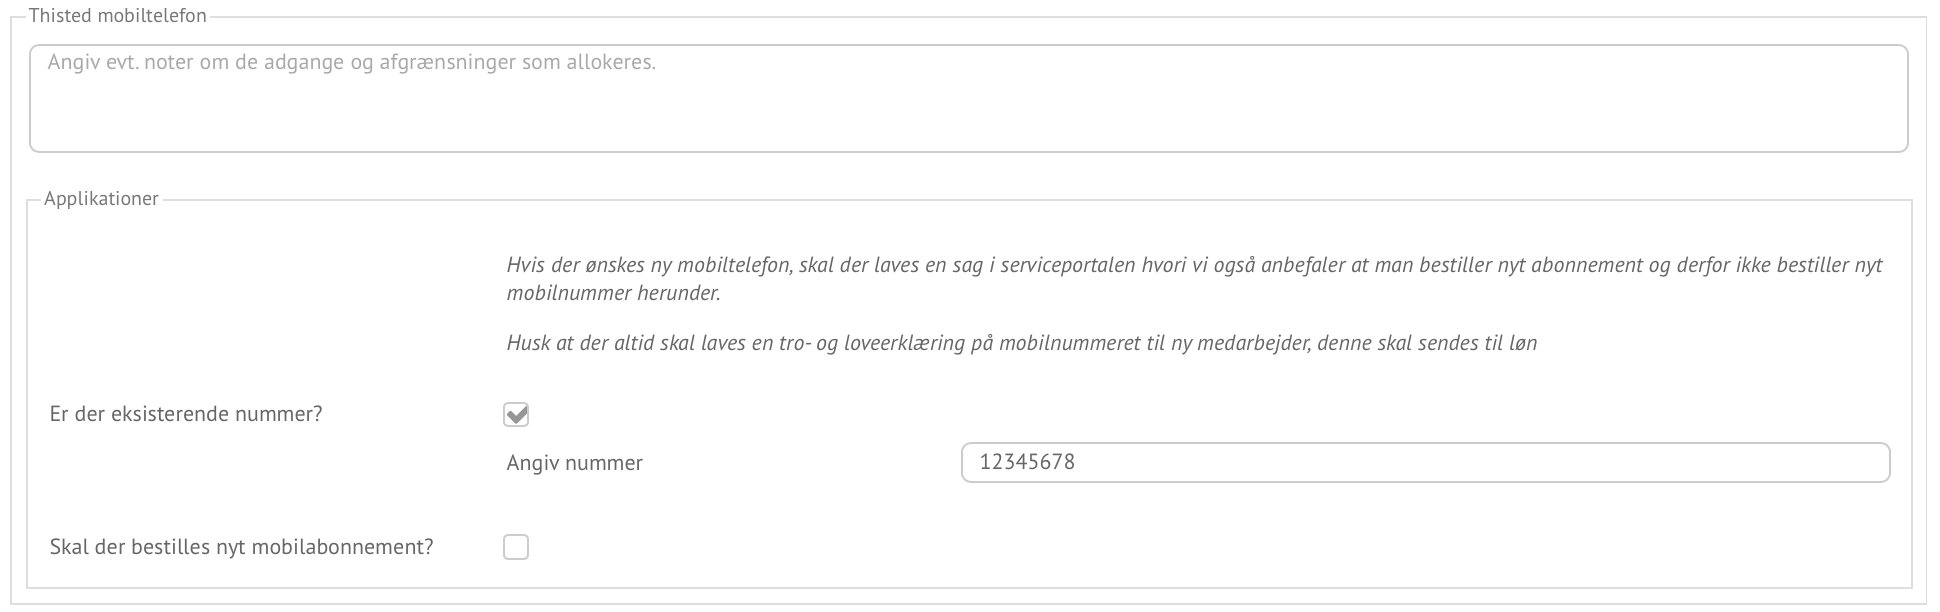 Thisted mobiltelefon
Angiv evt. noter om de adgange og afgrænsninger som allokeres.
Applikationer
Hvis der ønskes ny mobiltelefon, skal der laves en sag i serviceportalen hvori vi også anbefaler at man bestiller nyt abonnement og derfor ikke bestiller nyt
mobilnummer herunder.
Husk at der altid skal laves en tro- og loveerklæring på mobilnummeret til ny medarbejder, denne skal sendes til løn
Er der eksisterende nummer?
Angiv nummer 12345678
Skal der bestilles nyt mobilabonnement?